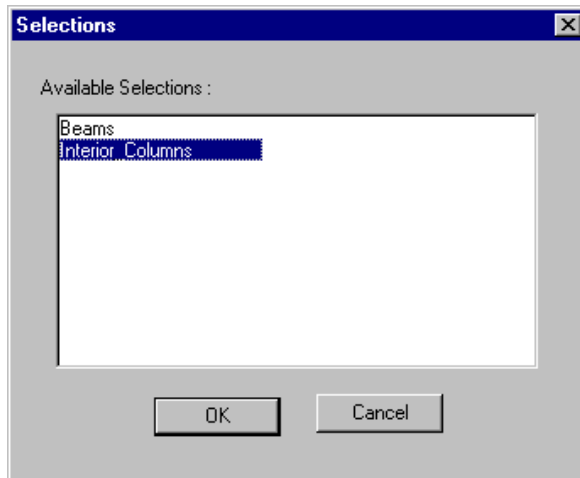 Selections
Available Selections :
Beams
Interior Columns
OK
Cancel